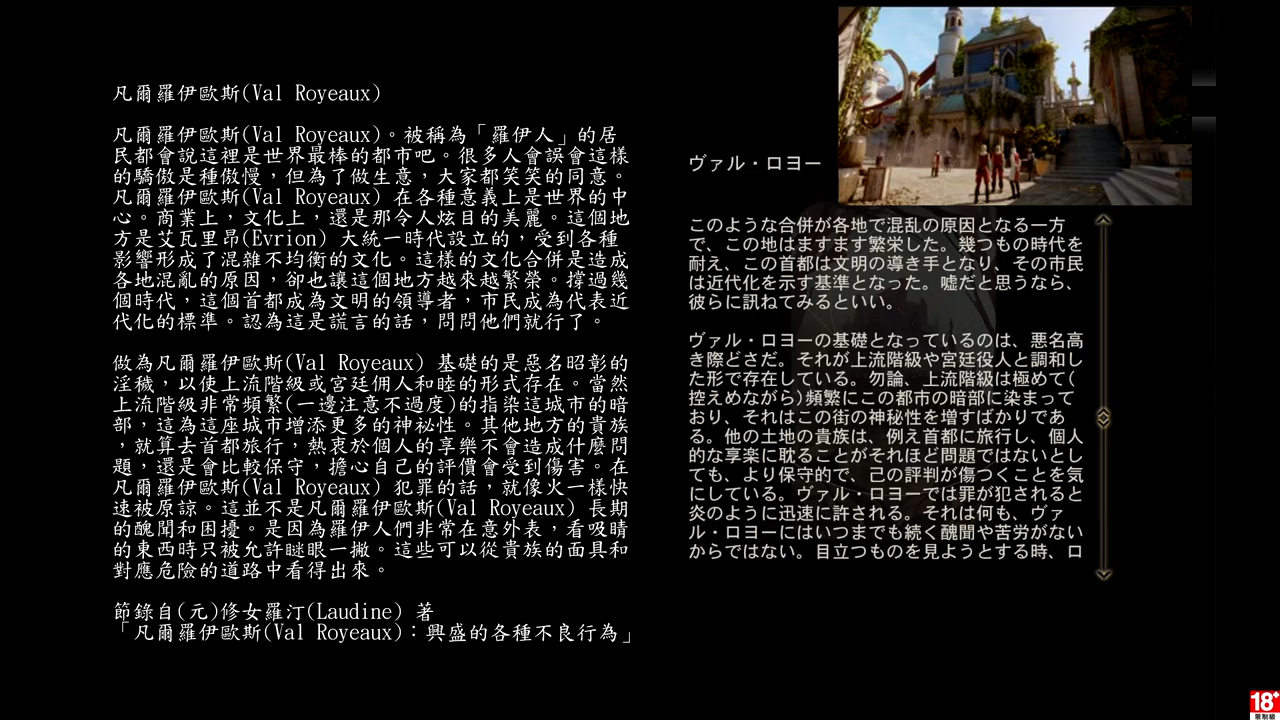 凡爾羅伊歐斯(Val Royeaux)
凡爾羅伊歐斯(Val Royeaux)。被稱為「羅伊人」的居
民都會說這裡是世界最棒的都市吧。很多人會誤會這樣
的驕傲是種傲慢，但為了做生意，大家都笑笑的同意。
凡爾羅伊歐斯(Val Royeaux) 在各種意義上是世界的中
心。商業上，文化上，還是那令人炫目的美麗。這個地
方是艾瓦里昂(Evrion) 大統一時代設立的，受到各種
影響形成了混雜不均衡的文化。這樣的文化合併是造成
各地混亂的原因，卻也讓這個地方越來越繁榮。撐過幾
個時代，這個首都成為文明的領導者，市民成為代表近
代化的標準。認為這是謊言的話，問問他們就行了。
做為凡爾羅伊歐斯(Val Royeaux) 基礎的是惡名昭彰的
淫穢，以使上流階級或宮廷佣人和睦的形式存在。當然
上流階級非常頻繁(一邊注意不過度)的指染這城市的暗
部，這為這座城市增添更多的神秘性。其他地方的貴族
，就算去首都旅行，熱衷於個人的享樂不會造成什麼問
題，還是會比較保守，擔心自己的評價會受到傷害。在
凡爾羅伊歐斯(Val Royeaux) 犯罪的話，就像火一樣快
速被原諒。這並不是凡爾羅伊歐斯(Val Royeaux) 長期
的醜聞和困擾。是因為羅伊人們非常在意外表，看吸睛
的東西時只被允許瞇眼一撇。這些可以從貴族的面具和
對應危險的道路中看得出來。
節錄自(元)修女羅汀(Laudine) 著
「凡爾羅伊歐斯(Val Royeaux)：興盛的各種不良行為」
ヴァル・ロヨー
このような合併が各地で混乱の原因となる一方
で、この地はますます繁栄した。幾つもの時代を
耐え、この首都は文明の導き手となり、その市民
は近代化を示す基準となった。嘘だと思うなら、
彼らに訊ねてみるといい。
ヴァル・ロヨーの基礎となっているのは、悪名高
き際どさだ。それが上流階級や宮廷役人と調和し
た形で存在している。勿論、上流階級は極めて(
控えめながら)頻繁にこの都市の暗部に染まって
おり、それはこの街の神秘性を増すばかりであ
る。他の土地の貴族は、例え首都に旅行し、個人
的な享楽に耽ることがそれほど問題ではないとし
ても、より保守的で、己の評判が傷つくことを気
にしている。ヴァル・ロヨーでは罪が犯されると
炎のように迅速に許される。それは何も、ヴァ
ル・ロヨーにはいつまでも続く醜聞や苦労がない
からではない。目立つものを見ようとする時、ロ
18+
限制級